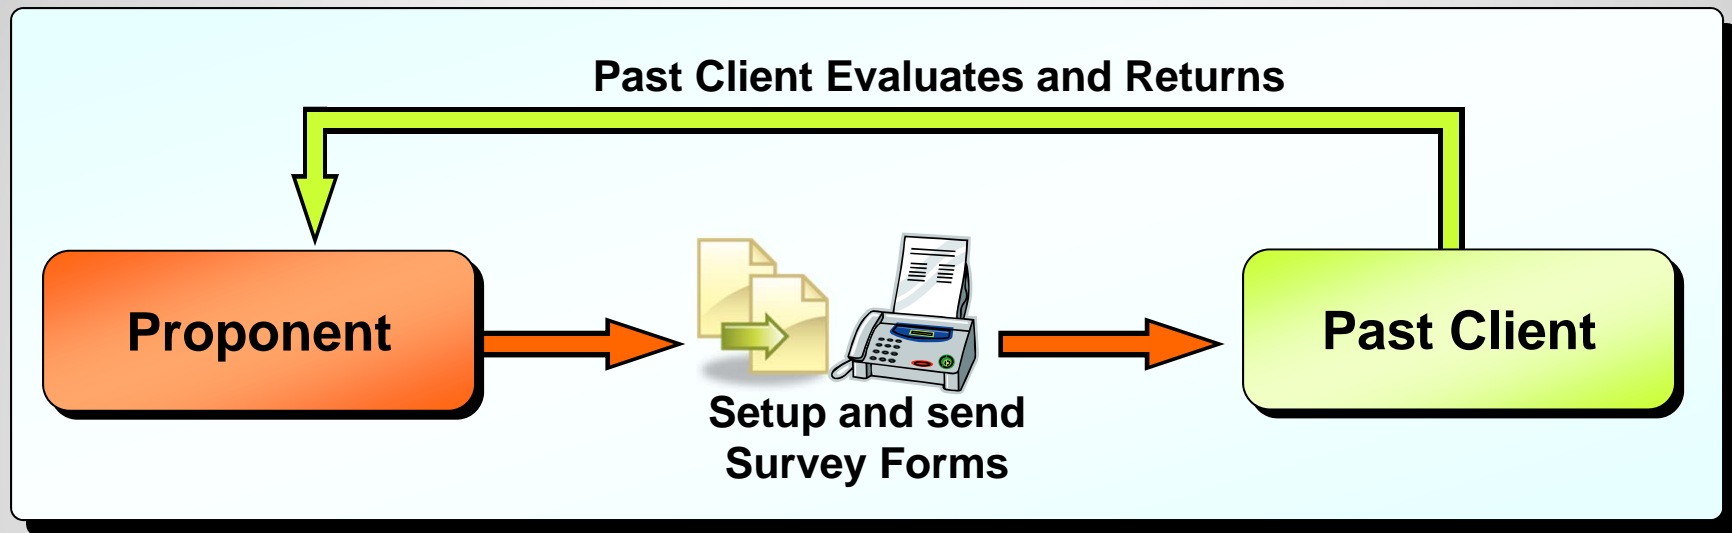 Past Client Evaluates and Returns
Proponent
Past Client
Setup and send
Survey Forms